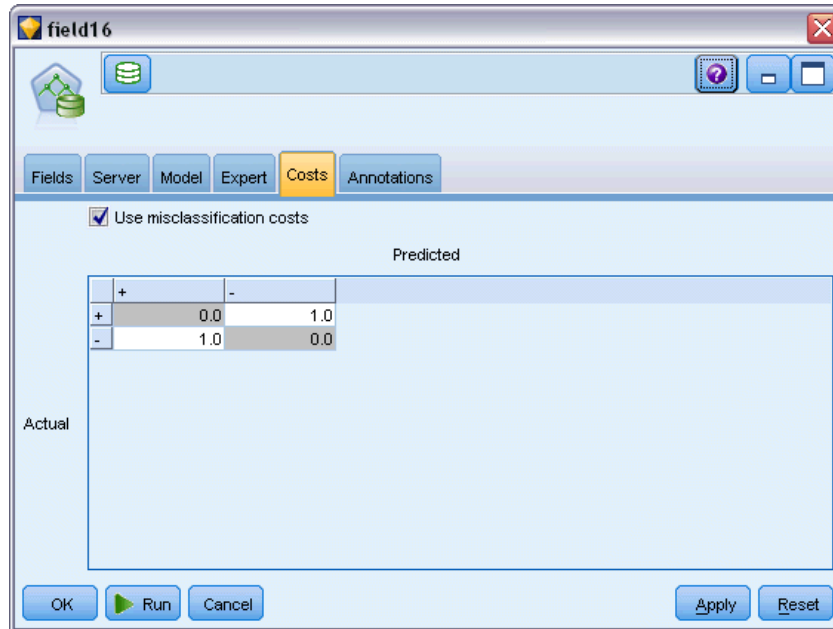 field16
Fields Server Model Expert Costs Annotations
Use misclassification costs
Predicted
+ -
+ 0.0 1.0
- 1.0 0.0
Actual
OK Run Cancel Apply Reset